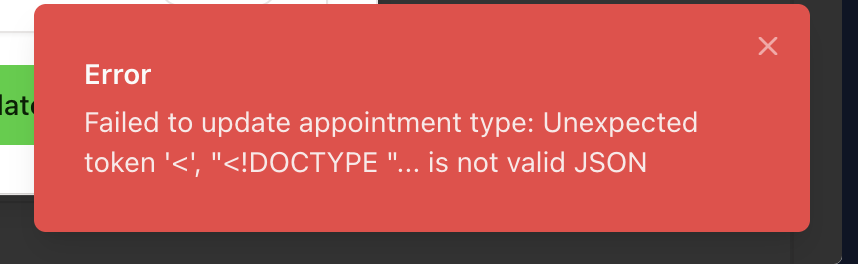 Error
Failed to update appointment type: Unexpected
token '<', "<!DOCTYPE "... is not valid JSON